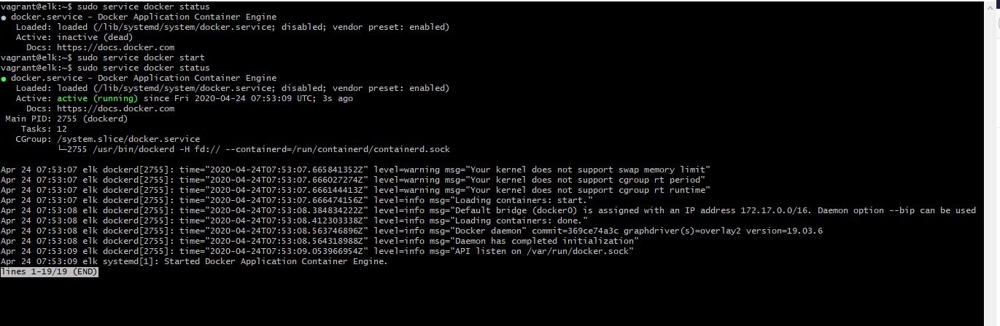 vagrant@elk:~$ sudo service docker status
● docker.service - Docker Application Container Engine
   Loaded: loaded (/lib/systemd/system/docker.service; disabled; vendor preset: enabled)
   Active: inactive (dead)
     Docs: https://docs.docker.com
vagrant@elk:~$ sudo service docker start
vagrant@elk:~$ sudo service docker status
● docker.service - Docker Application Container Engine
   Loaded: loaded (/lib/systemd/system/docker.service; disabled; vendor preset: enabled)
   Active: active (running) since Fri 2020-04-24 07:53:09 UTC; 3s ago
     Docs: https://docs.docker.com
 Main PID: 2755 (dockerd)
    Tasks: 12
   CGroup: /system.slice/docker.service
           └─2755 /usr/bin/dockerd -H fd:// --containerd=/run/containerd/containerd.sock

Apr 24 07:53:07 elk dockerd[2755]: time="2020-04-24T07:53:07.665841352Z" level=warning msg="Your kernel does not support swap memory limit"
Apr 24 07:53:07 elk dockerd[2755]: time="2020-04-24T07:53:07.666027274Z" level=warning msg="Your kernel does not support cgroup rt period"
Apr 24 07:53:07 elk dockerd[2755]: time="2020-04-24T07:53:07.666144413Z" level=warning msg="Your kernel does not support cgroup rt runtime"
Apr 24 07:53:07 elk dockerd[2755]: time="2020-04-24T07:53:07.666474156Z" level=info msg="Loading containers: start."
Apr 24 07:53:08 elk dockerd[2755]: time="2020-04-24T07:53:08.384834222Z" level=info msg="Default bridge (docker0) is assigned with an IP address 172.17.0.0/16. Daemon option --bip can be used
Apr 24 07:53:08 elk dockerd[2755]: time="2020-04-24T07:53:08.412303338Z" level=info msg="Loading containers: done."
Apr 24 07:53:08 elk dockerd[2755]: time="2020-04-24T07:53:08.563746896Z" level=info msg="Docker daemon" commit=369ce74a3c graphdriver(s)=overlay2 version=19.03.6
Apr 24 07:53:08 elk dockerd[2755]: time="2020-04-24T07:53:08.564318988Z" level=info msg="Daemon has completed initialization"
Apr 24 07:53:09 elk dockerd[2755]: time="2020-04-24T07:53:09.053966954Z" level=info msg="API listen on /var/run/docker.sock"
Apr 24 07:53:09 elk systemd[1]: Started Docker Application Container Engine.
lines 1-19/19 (END)